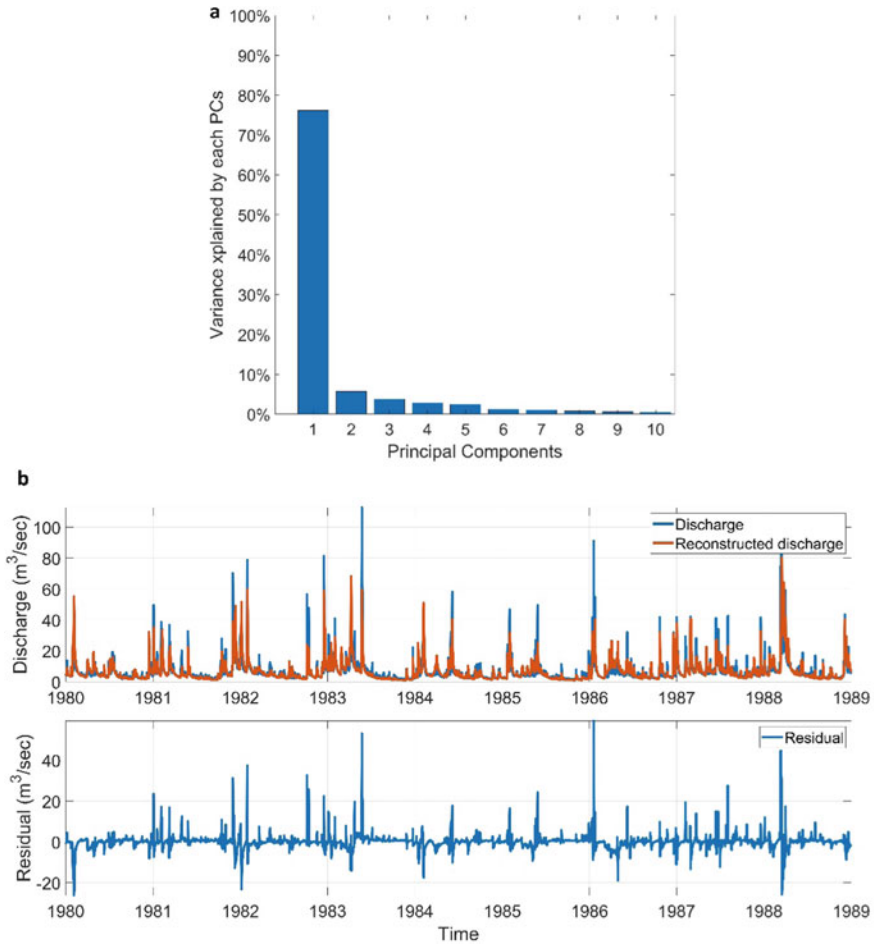 a
100%
90%
80%
70%
60%
50%
40%
30%
20%
10%
0%
Variance xplained by each PCs
1 2 3 4 5 6 7 8 9 10
Principal Components
b
Discharge (m³/sec)
100
80
60
40
20
0
Discharge
Reconstructed discharge
1980 1981 1982 1983 1984 1985 1986 1987 1988 1989
Residual (m³/sec)
40
20
0
-20
Residual
1980 1981 1982 1983 1984 1985 1986 1987 1988 1989
Time